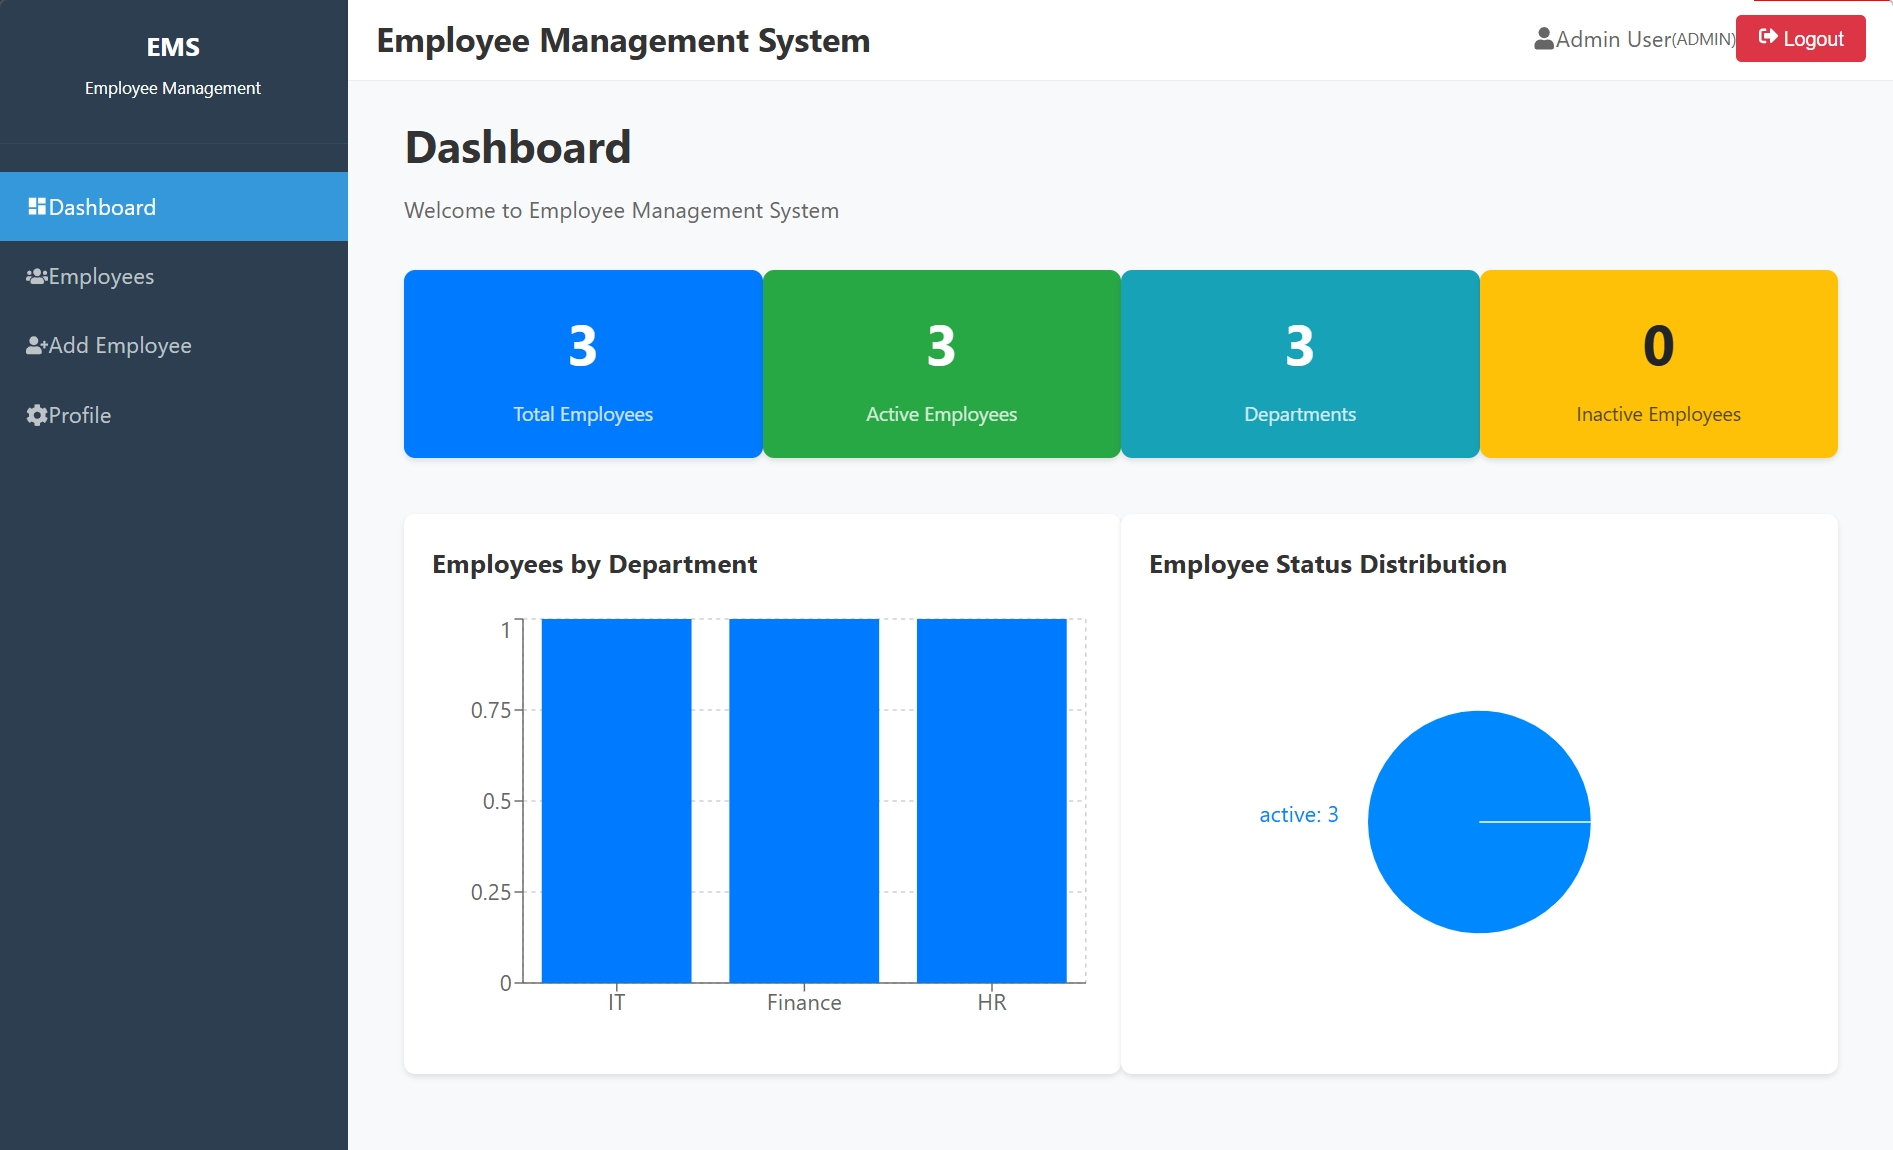 EMS
Employee Management
Dashboard
Employees
Add Employee
Profile
Employee Management System
Admin User(ADMIN)
Logout
Dashboard
Welcome to Employee Management System
3
Total Employees
3
Active Employees
3
Departments
0
Inactive Employees
Employees by Department
1
0.75
0.5
0.25
0
IT Finance HR
Employee Status Distribution
active: 3